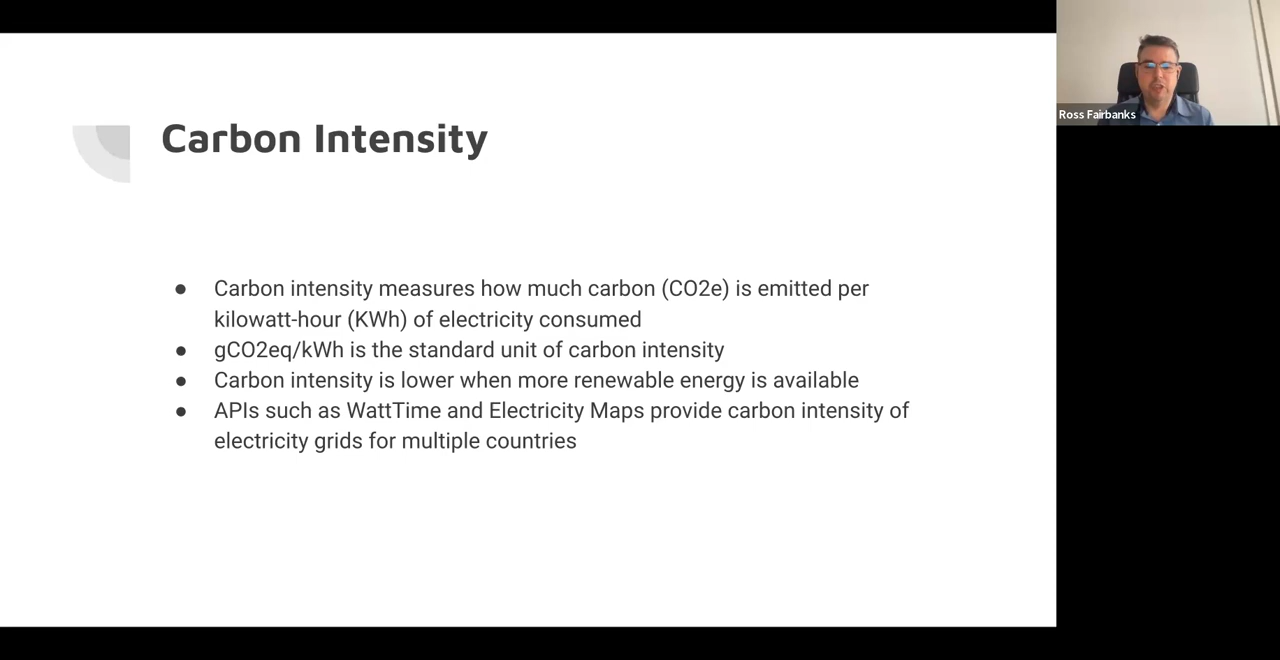 Carbon Intensity
● Carbon intensity measures how much carbon (CO2e) is emitted per
kilowatt-hour (KWh) of electricity consumed
● gCO2eq/kWh is the standard unit of carbon intensity
● Carbon intensity is lower when more renewable energy is available
● APIs such as WattTime and Electricity Maps provide carbon intensity of
electricity grids for multiple countries
Ross Fairbanks